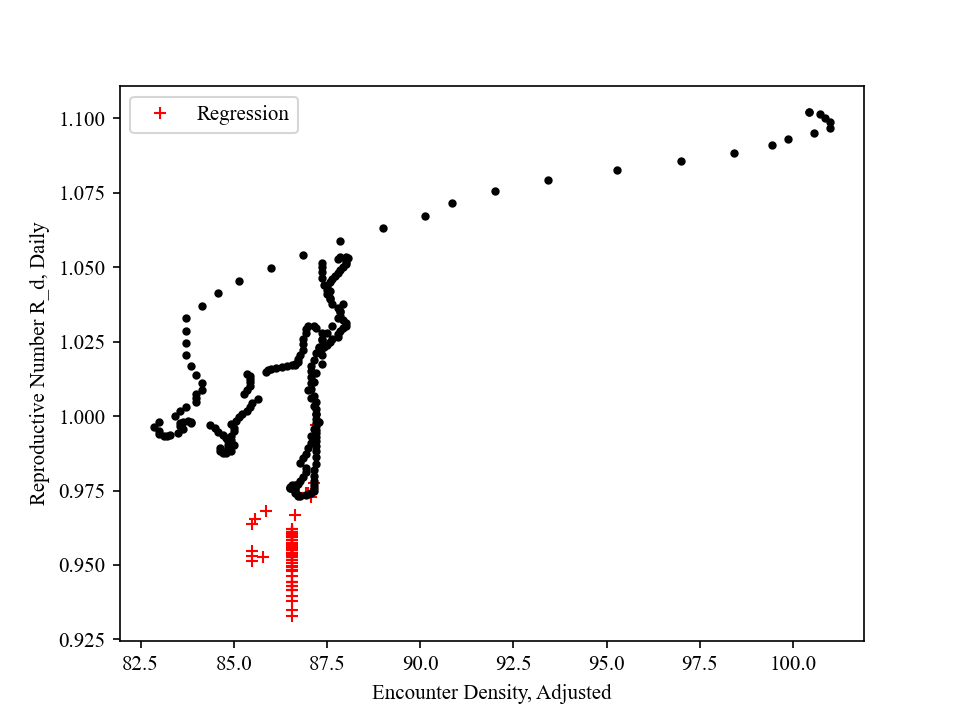 Regression
1.100
1.075
1.050
1.025
1.000
0.975
0.950
0.925
Reproductive Number R_d, Daily
82.5 85.0 87.5 90.0 92.5 95.0 97.5 100.0
Encounter Density, Adjusted